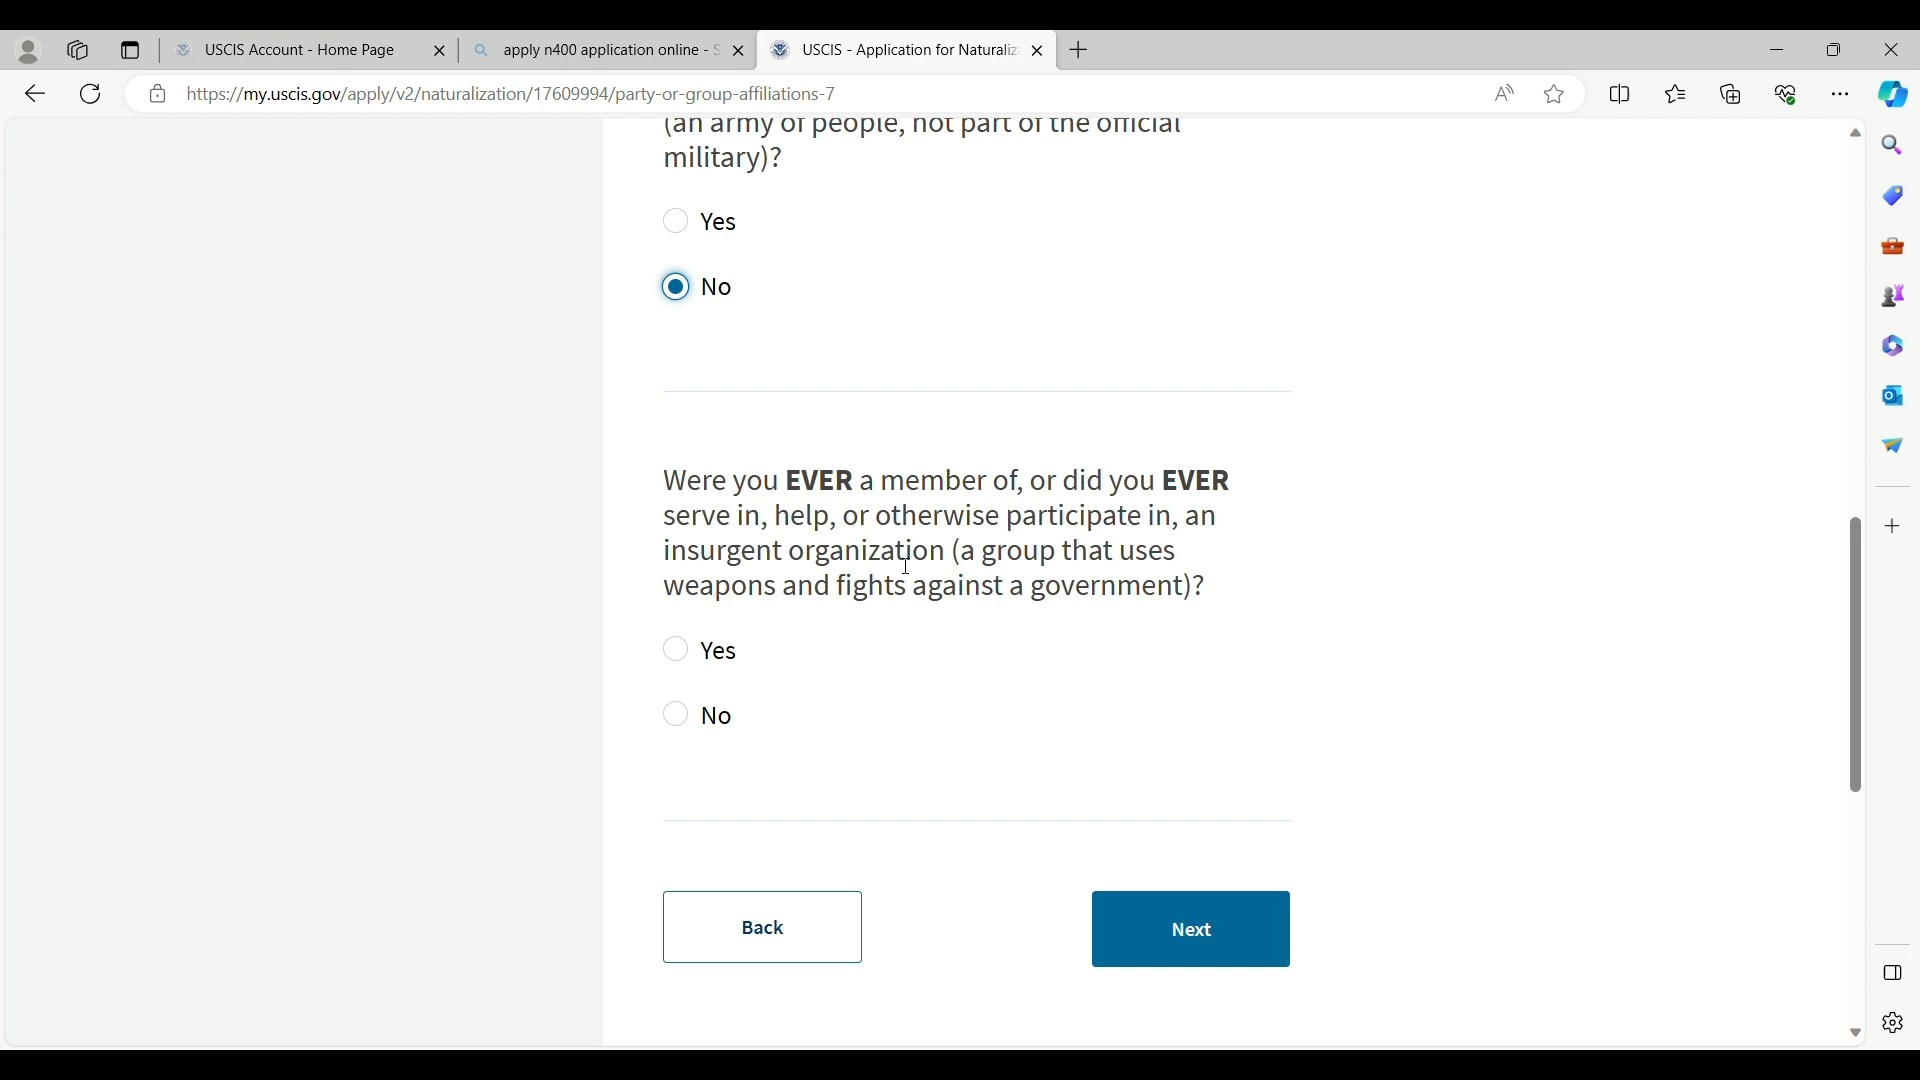 USCIS Account - Home Page
apply n400 application online - S
USCIS - Application for Naturaliz
https://my.uscis.gov/apply/v2/naturalization/17609994/party-or-group-affiliations-7
(an army of people, not part of the official
military)?
Yes
No
Were you EVER a member of, or did you EVER
serve in, help, or otherwise participate in, an
insurgent organization (a group that uses
weapons and fights against a government)?
Yes
No
Back
Next